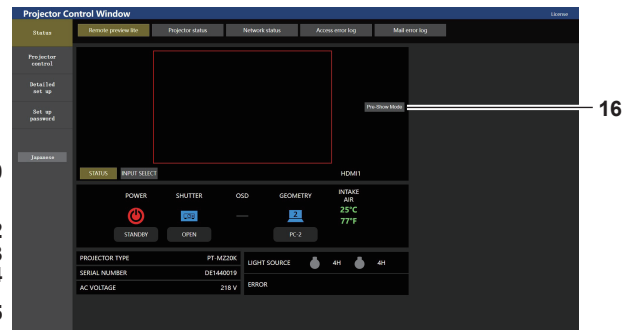 Projector Control Window
License
Status
Remote preview lite
Projector status
Network status
Access error log
Mail error log
Projector
control
Detailed
set up
Set up
password
Japanese
Pre-Show Mode
16
STATUS
INPUT SELECT
HDMI1
POWER
SHUTTER
OSD
GEOMETRY
INTAKE
AIR
25°C
77°F
2
STANDBY
OPEN
PC-2
PROJECTOR TYPE PT-MZ20K
SERIAL NUMBER DE1440019
AC VOLTAGE 218 V
LIGHT SOURCE 4H 4H
ERROR